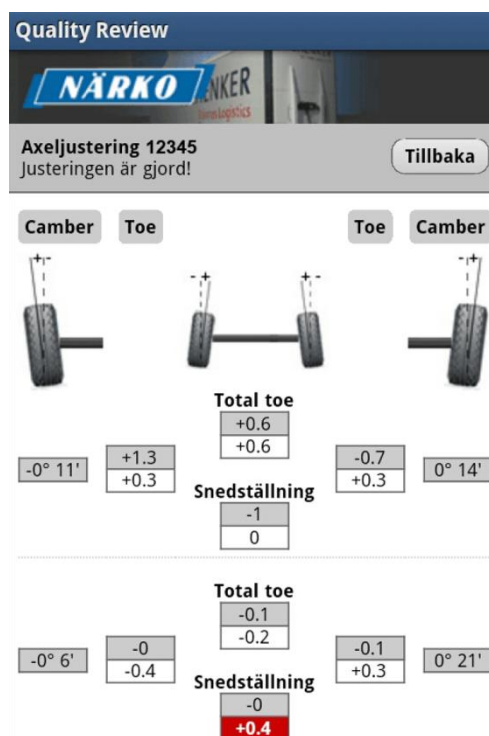 Quality Review
NÄRKO
NKER
Logistics
Axeljustering 12345
Justeringen är gjord!
Tillbaka
Camber Toe Toe Camber
+ - - +
- + + -
Total toe
+0.6
+0.6
-0° 11' +1.3 -0.7 0° 14'
+0.3 +0.3
Snedställning
-1
0
Total toe
-0.1
-0.2
-0° 6' -0 -0.1 0° 21'
-0.4 +0.3
Snedställning
-0
+0.4